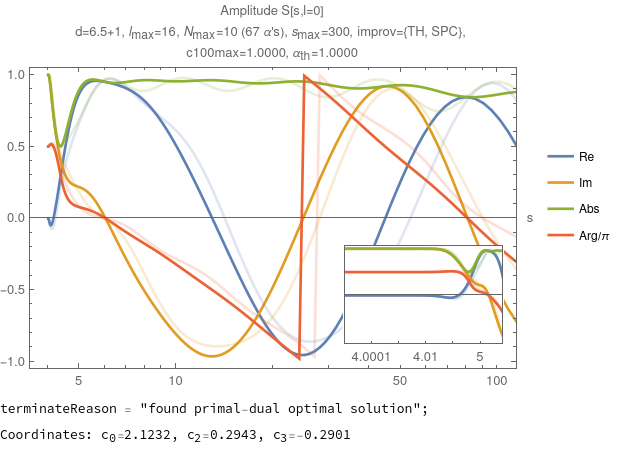 Amplitude S[s,l=0]
d=6.5+1, lmax=16, Nmax=10 (67 α's), smax=300, improv={TH, SPC},
c100max=1.0000, αth=1.0000
1.0
0.5
0.0
−0.5
−1.0
s
Re
Im
Abs
Arg/π
4.0001 4.01 5
5 10 50 100
terminateReason = "found primal-dual optimal solution";
Coordinates: c0=2.1232, c2=0.2943, c3=-0.2901